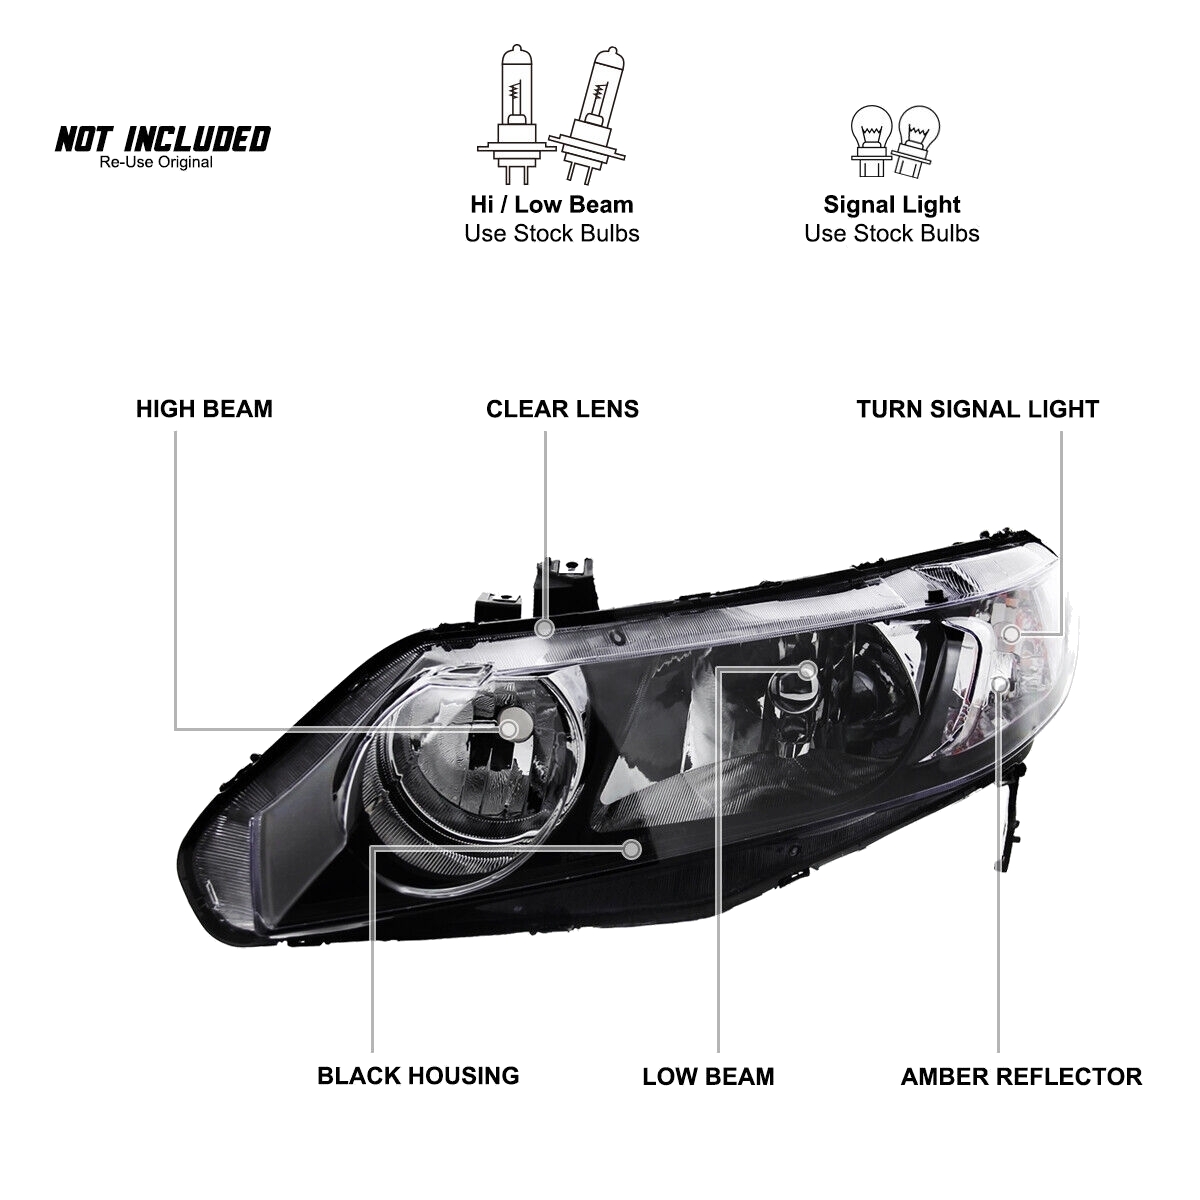 NOT INCLUDED
Re-Use Original
Hi / Low Beam
Use Stock Bulbs
Signal Light
Use Stock Bulbs
HIGH BEAM
CLEAR LENS
TURN SIGNAL LIGHT
BLACK HOUSING
LOW BEAM
AMBER REFLECTOR